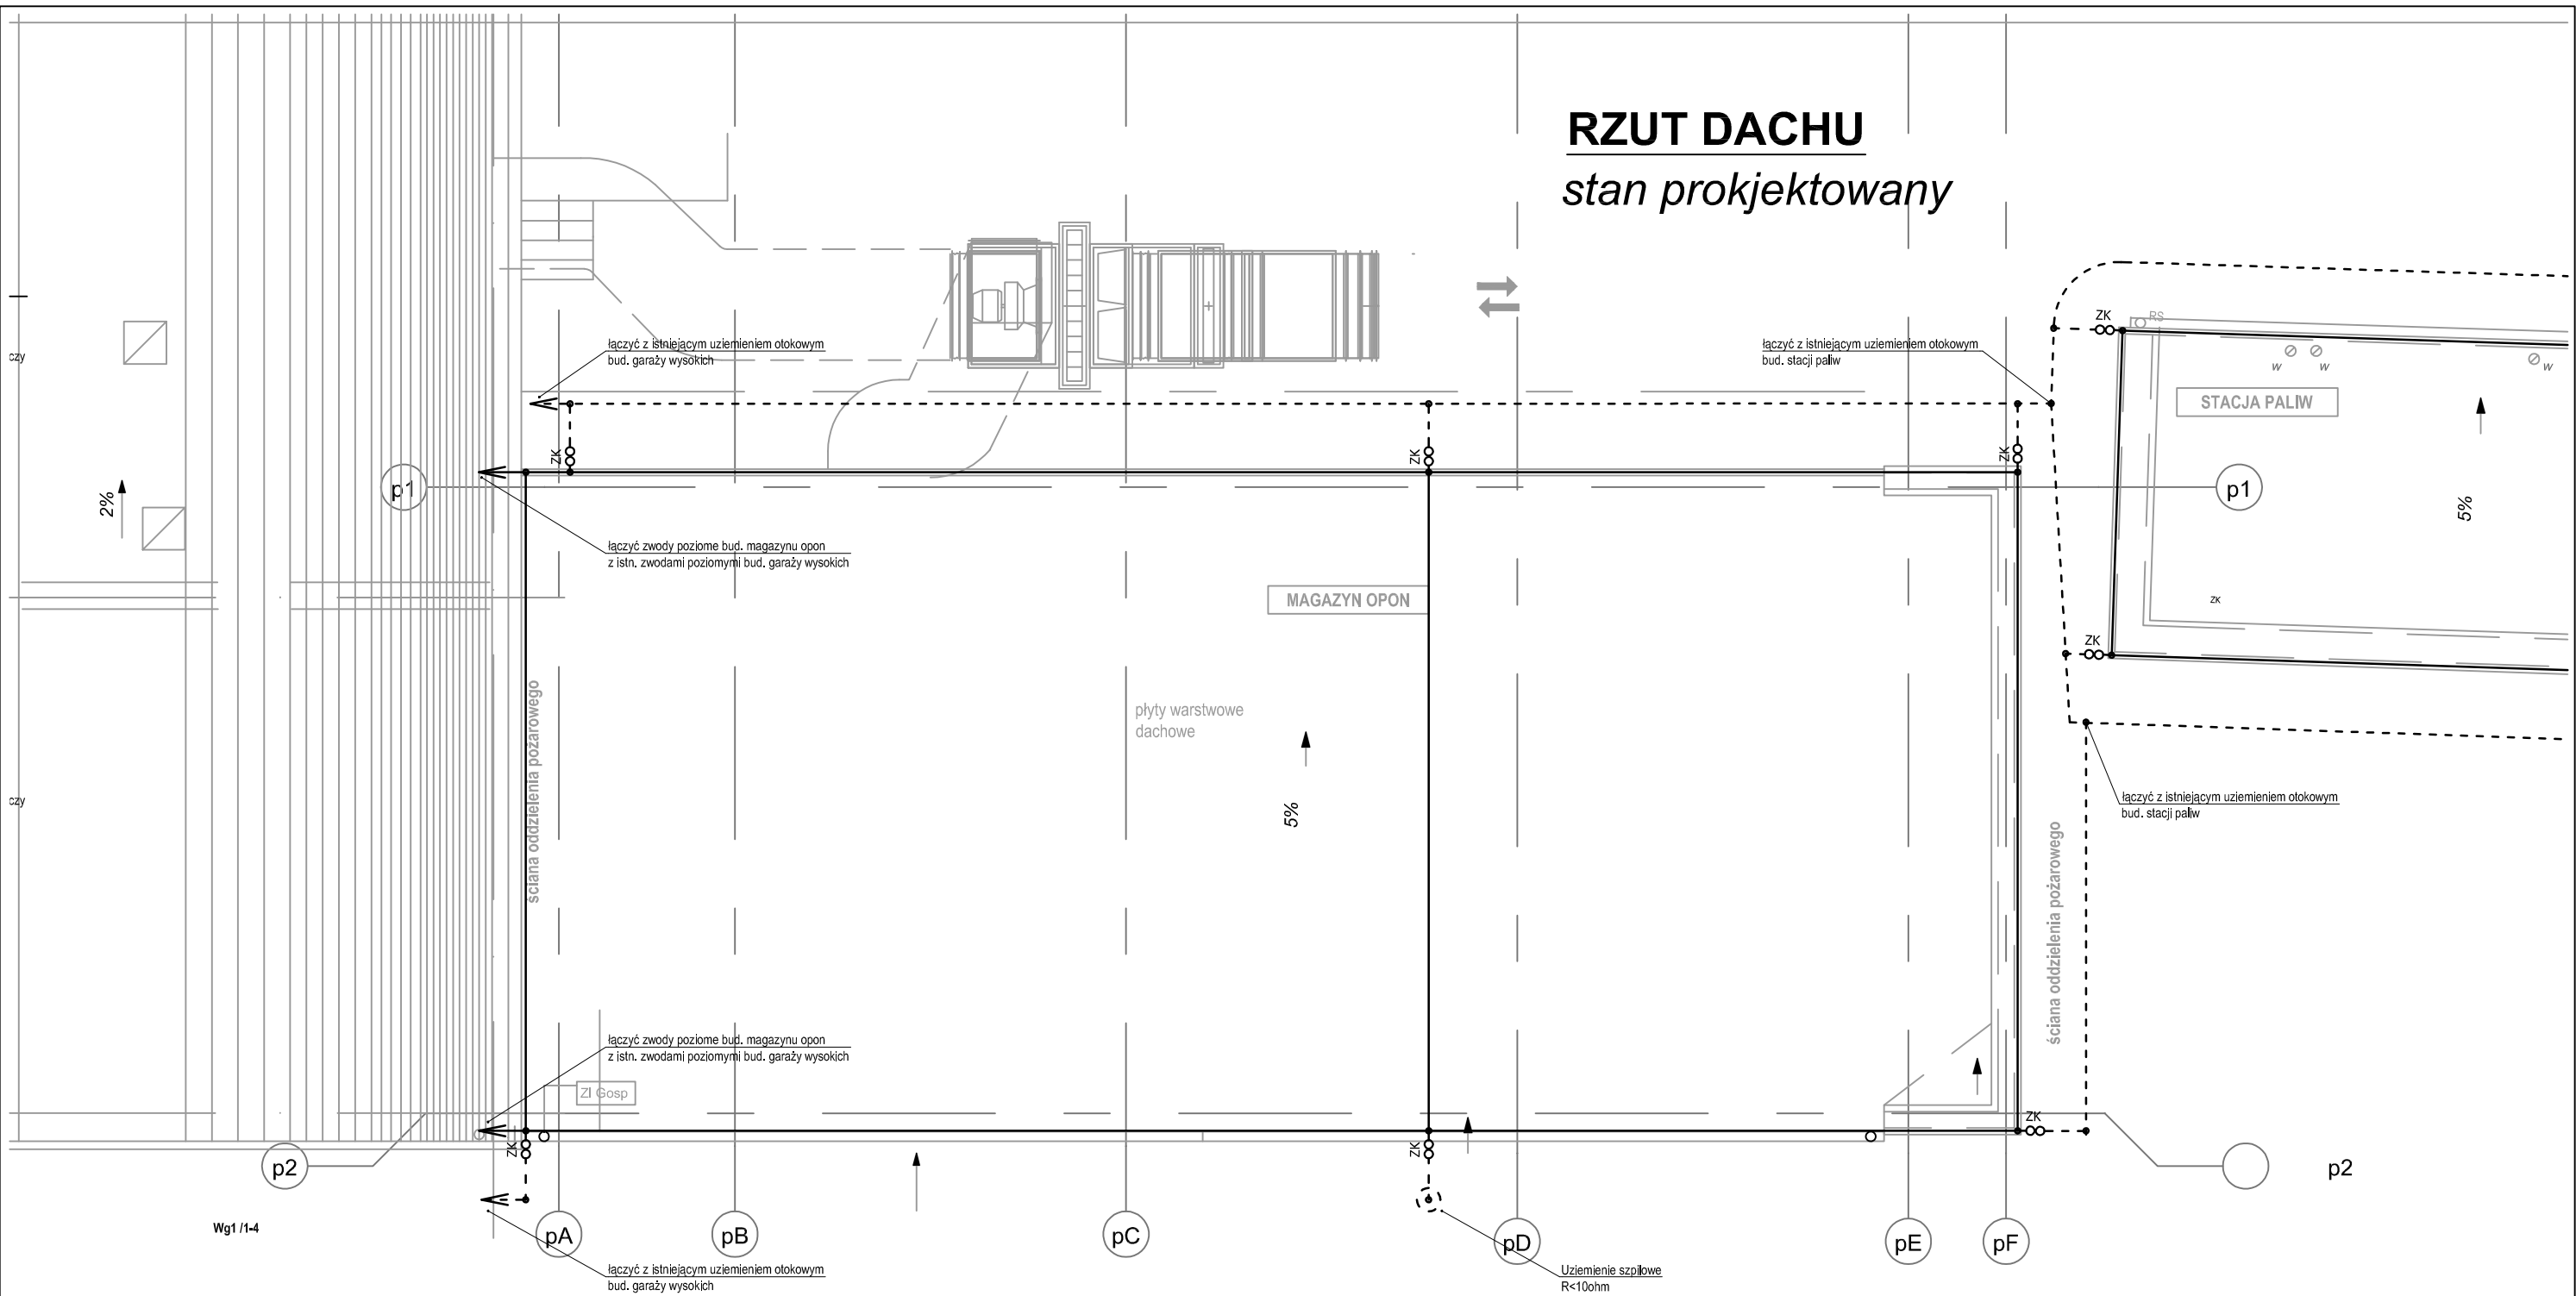 RZUT DACHU
stan prokjektowany
łączyć z istniejącym uziemieniem otokowym
bud. garaży wysokich
łączyć z istniejącym uziemieniem otokowym
bud. stacji paliw
ZK
RS
czy
w
w
w
STACJA PALIW
ZK
ZK
ZK
p1
p1
2%
5%
łączyć zwody poziome bud. magazynu opon
z istn. zwodami poziomymi bud. garaży wysokich
MAGAZYN OPON
ZK
ZK
ściana oddzielenia pożarowego
płyty warstwowe
dachowe
czy
5%
łączyć z istniejącym uziemieniem otokowym
bud. stacji paliw
ściana oddzielenia pożarowego
łączyć zwody poziome bud. magazynu opon
z istn. zwodami poziomymi bud. garaży wysokich
Zl Gosp
ZK
ZK
ZK
p2
p2
Wg1 /1-4
pA
pB
pC
pD
pE
pF
łączyć z istniejącym uziemieniem otokowym
bud. garaży wysokich
Uziemienie szpilowe
R<10ohm